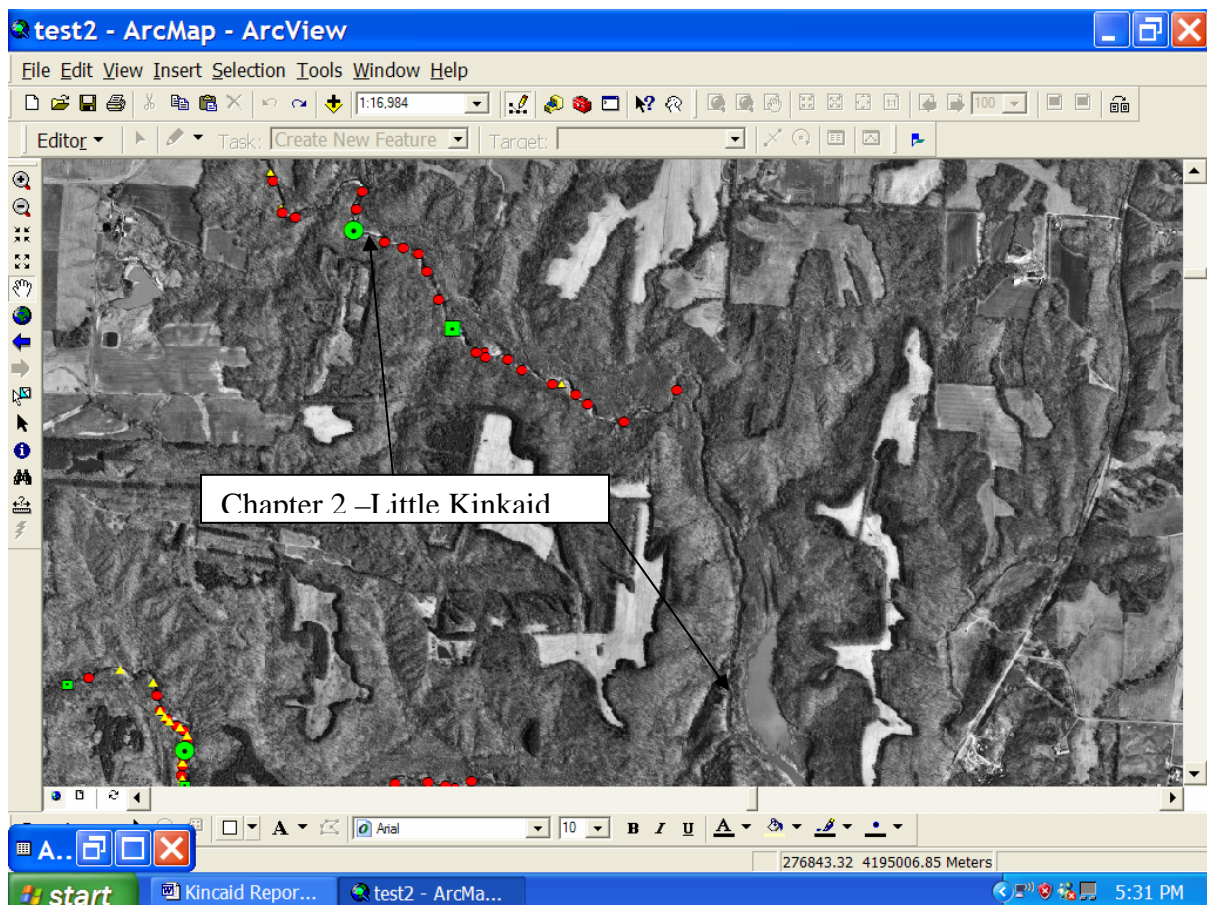 test2 - ArcMap - ArcView
File Edit View Insert Selection Tools Window Help
1:16,984
100
Editor Task: Create New Feature Target:
Chapter 2 –Little Kinkaid
Arial 10 B I U A
A..
276843.32 4195006.85 Meters
start Kincaid Repor... test2 - ArcMa... 5:31 PM